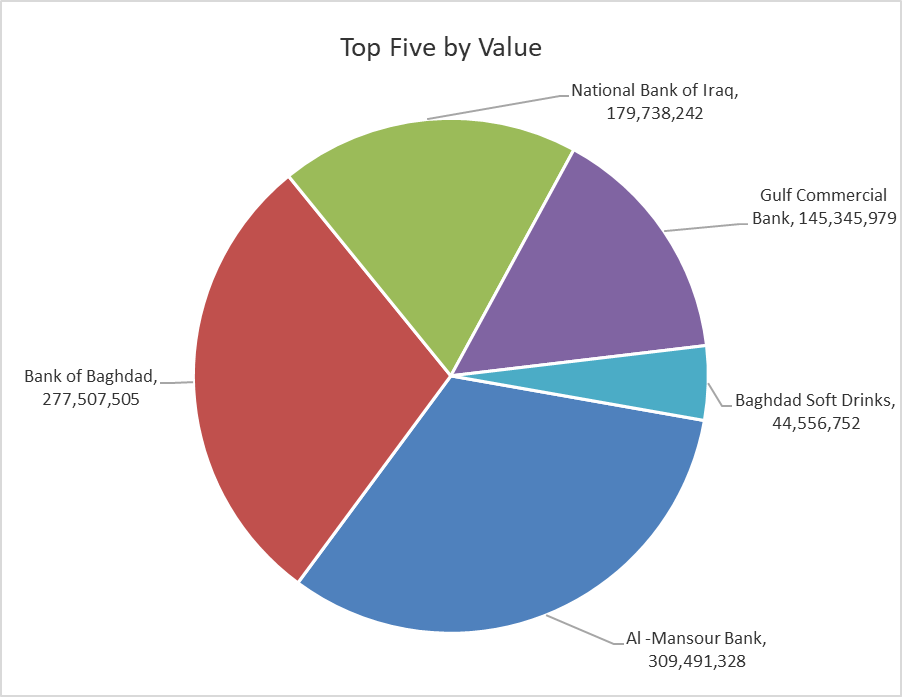 Top Five by Value
National Bank of Iraq,
179,738,242
Gulf Commercial
Bank, 145,345,979
Bank of Baghdad,
277,507,505
Baghdad Soft Drinks,
44,556,752
Al -Mansour Bank,
309,491,328